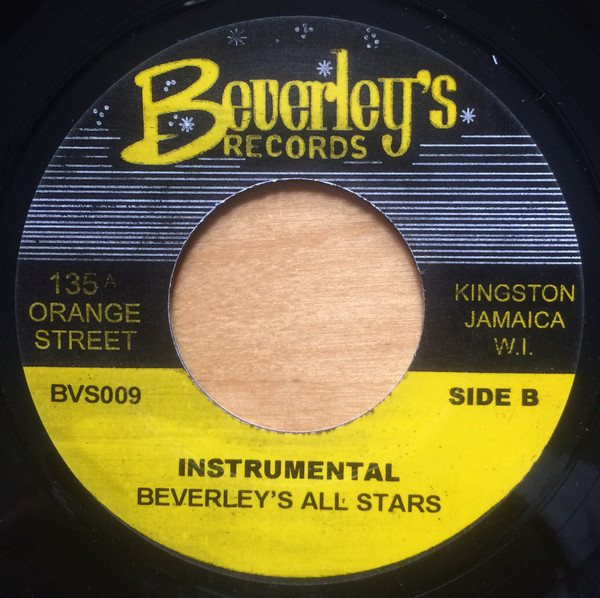 Beverley's
RECORDS
135 A
ORANGE
STREET
KINGSTON
JAMAICA
W.I.
BVS009
SIDE B
INSTRUMENTAL
BEVERLEY'S ALL STARS